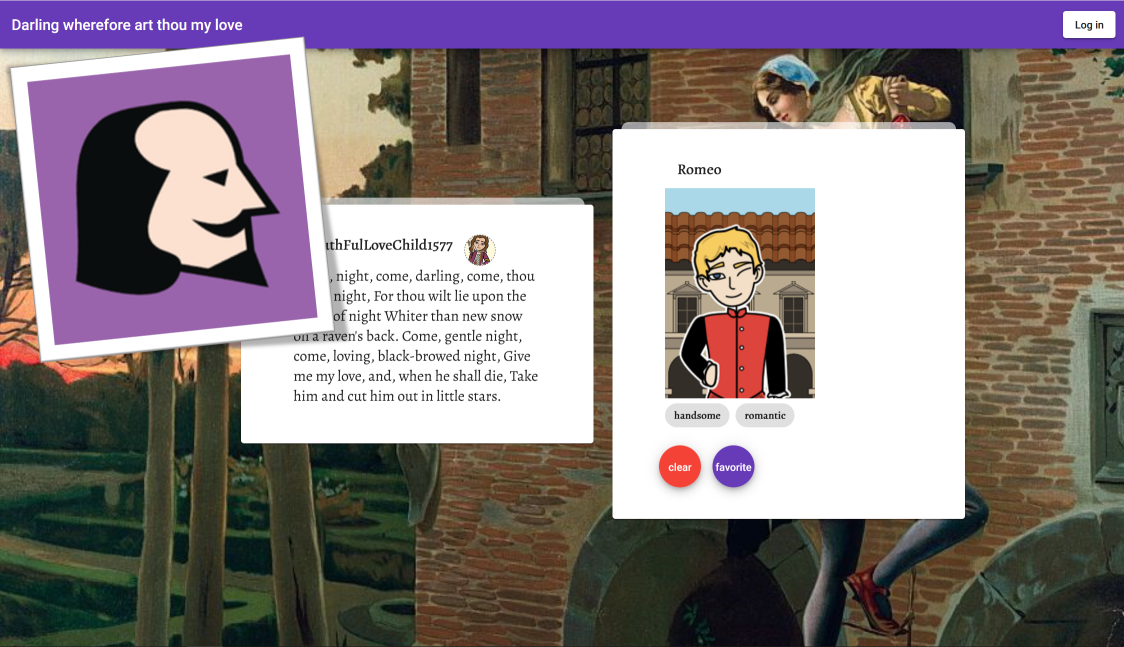 Darling wherefore art thou my love
Log in
uthFulLoveChild1577
night, come, darling, come, thou
night, For thou wilt lie upon the
of night Whiter than new snow
on a raven's back. Come, gentle night,
come, loving, black-browed night, Give
me my love, and, when he shall die, Take
him and cut him out in little stars.
Romeo
handsome romantic
clear favorite